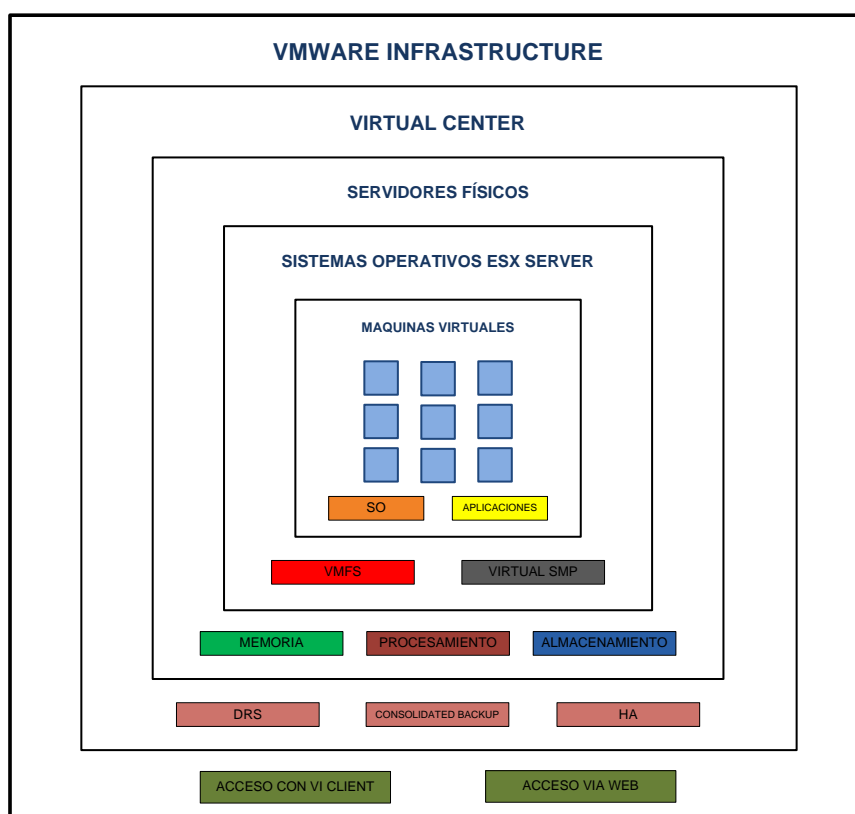 VMWARE INFRASTRUCTURE
VIRTUAL CENTER
SERVIDORES FÍSICOS
SISTEMAS OPERATIVOS ESX SERVER
MAQUINAS VIRTUALES
SO
APLICACIONES
VMFS
VIRTUAL SMP
MEMORIA
PROCESAMIENTO
ALMACENAMIENTO
DRS
CONSOLIDATED BACKUP
HA
ACCESO CON VI CLIENT
ACCESO VIA WEB